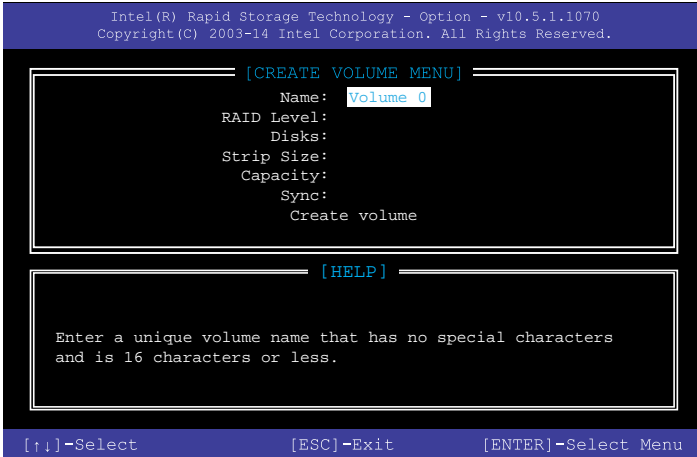 Intel(R) Rapid Storage Technology - Option - v10.5.1.1070
Copyright(C) 2003-14 Intel Corporation. All Rights Reserved.
[CREATE VOLUME MENU]
Name: Volume 0
RAID Level:
Disks:
Strip Size:
Capacity:
Sync:
Create volume
[HELP]
Enter a unique volume name that has no special characters
and is 16 characters or less.
[↑↓]-Select [ESC]-Exit [ENTER]-Select Menu